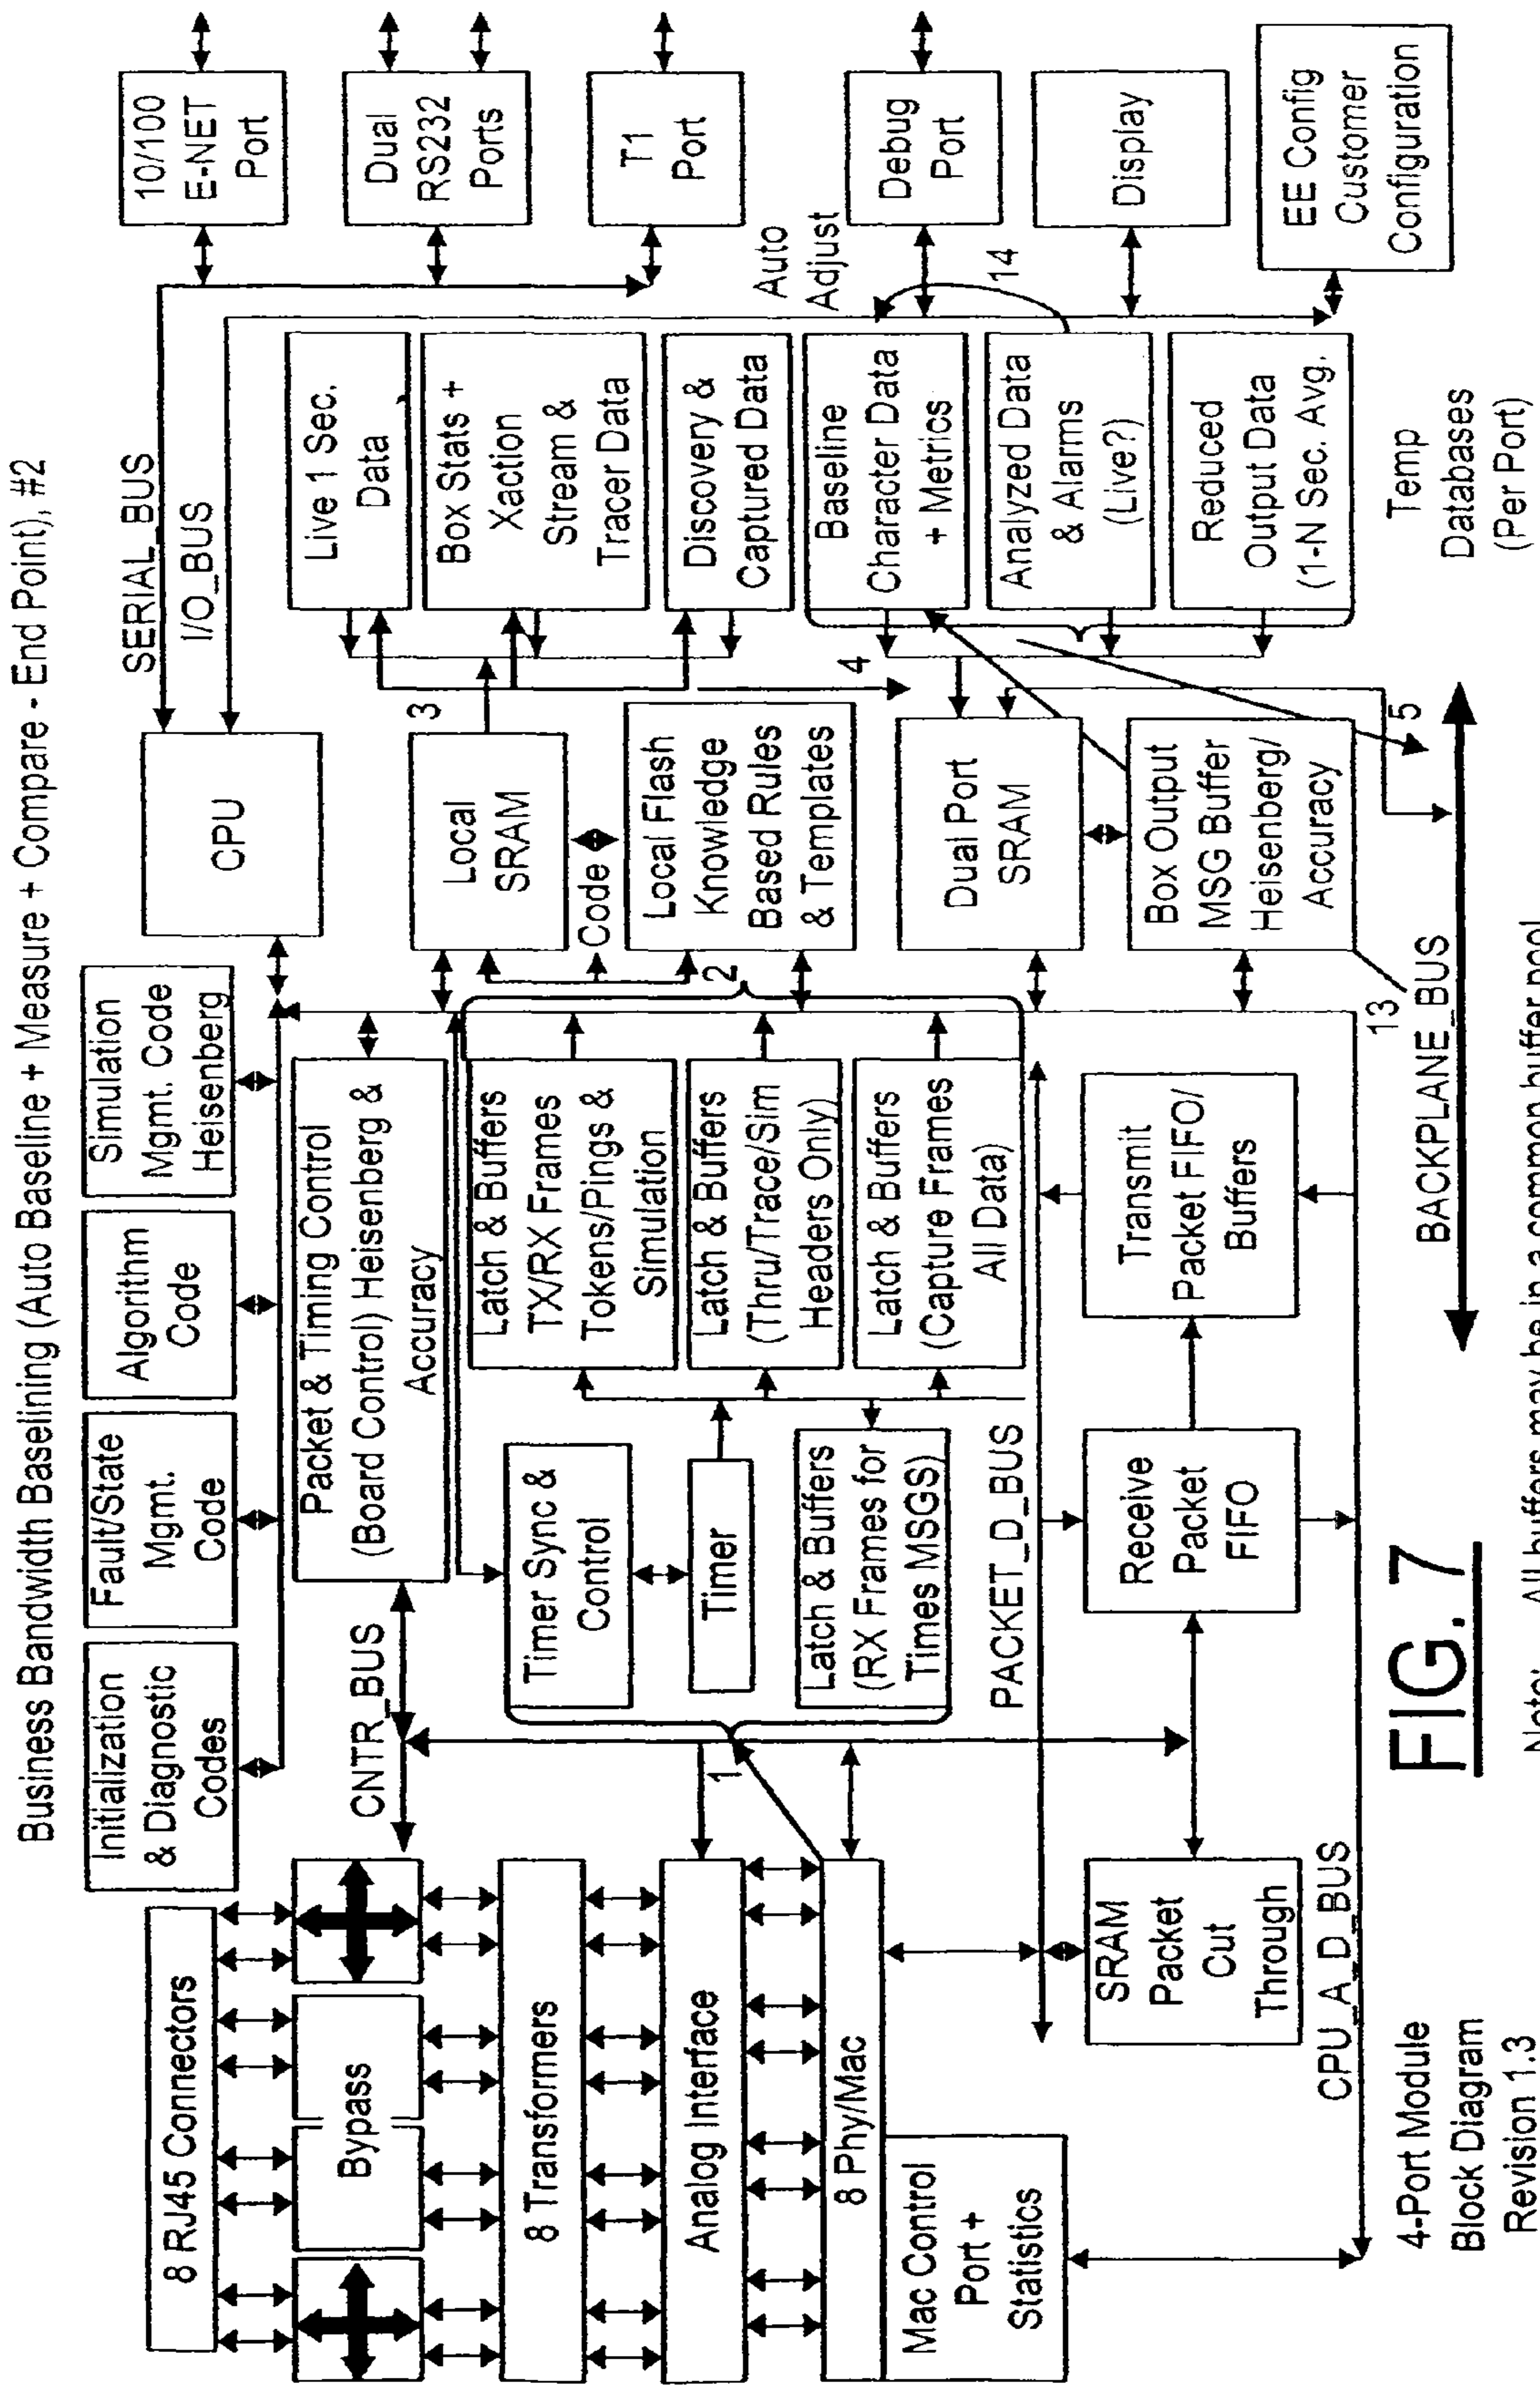 Business Bandwidth Baselining (Auto Baseline + Measure + Compare - End Point), #2
8 RJ45 Connectors
Bypass
8 Transformers
Analog Interface
8 Phy/Mac
Mac Control
Port +
Statistics
4-Port Module
Block Diagram
Revision 1.3
Initialization
& Diagnostic
Codes
Fault/State
Mgmt.
Code
Algorithm
Code
Simulation
Mgmt. Code
Heisenberg
CNTR_BUS
Packet & Timing Control
(Board Control) Heisenberg &
Accuracy
Timer Sync &
Control
Timer
Latch & Buffers
(RX Frames for
Times MSGS)
1
Latch & Buffers
TX/RX Frames
Tokens/Pings &
Simulation
Latch & Buffers
(Thru/Trace/Sim
Headers Only)
Latch & Buffers
(Capture Frames
All Data)
2
PACKET_D_BUS
SRAM
Packet
Cut
Through
Receive
Packet
FIFO
Transmit
Packet FIFO/
Buffers
CPU_A_D_BUS
CPU
Local
SRAM
Code
Local Flash
Knowledge
Based Rules
& Templates
Dual Port
SRAM
Box Output
MSG Buffer
Heisenberg/
Accuracy
3
4
5
13
BACKPLANE_BUS
SERIAL_BUS
I/O_BUS
Live 1 Sec.
Data
Box Stats +
Xaction
Stream &
Tracer Data
Discovery &
Captured Data
Baseline
Character Data
+ Metrics
Analyzed Data
& Alarms
(Live?)
Reduced
Output Data
(1-N Sec. Avg.
Temp
Databases
(Per Port)
Auto
Adjust
14
10/100
E-NET
Port
Dual
RS232
Ports
T1
Port
Debug
Port
Display
EE Config
Customer
Configuration
FIG. 7
Note: All buffers may be in a common buffer pool